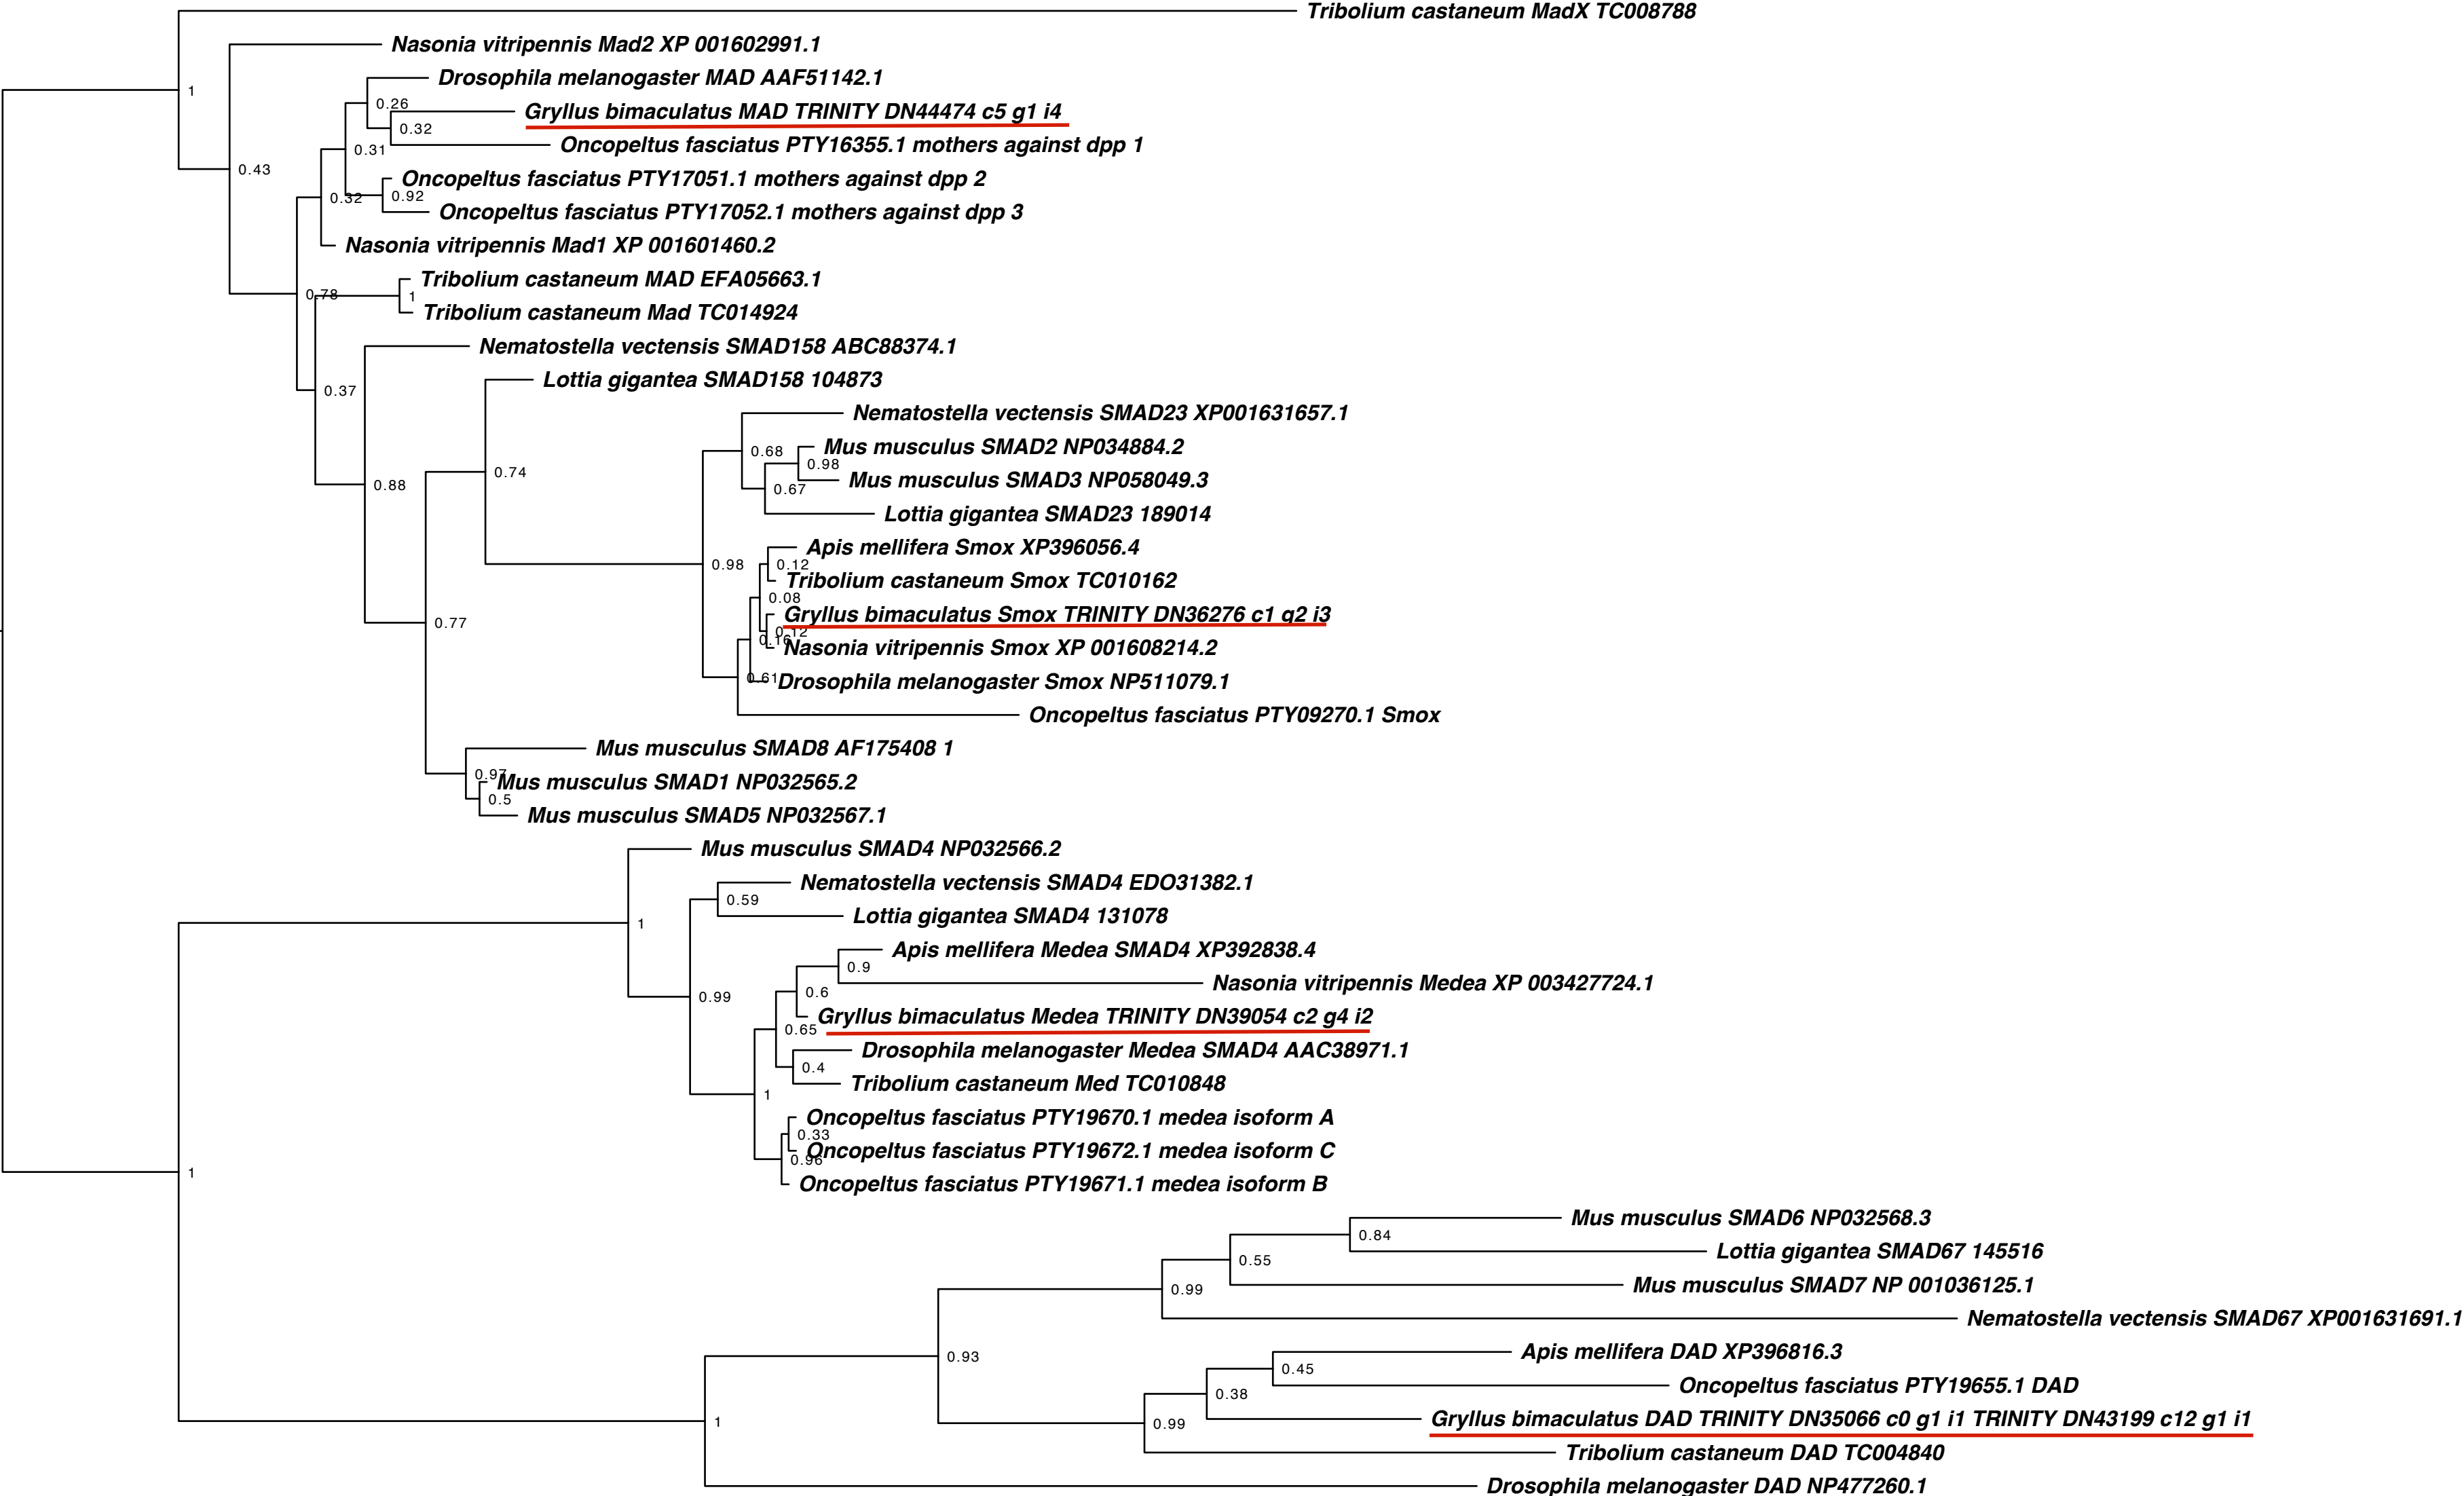 Tribolium castaneum MadX TC008788
Nasonia vitripennis Mad2 XP 001602991.1
Drosophila melanogaster MAD AAF51142.1
1
0.26
Gryllus bimaculatus MAD TRINITY DN44474 c5 g1 i4
0.32
Oncopeltus fasciatus PTY16355.1 mothers against dpp 1
0.31
0.43
Oncopeltus fasciatus PTY17051.1 mothers against dpp 2
0.32
0.92
Oncopeltus fasciatus PTY17052.1 mothers against dpp 3
Nasonia vitripennis Mad1 XP 001601460.2
Tribolium castaneum MAD EFA05663.1
0.78
1
Tribolium castaneum Mad TC014924
Nematostella vectensis SMAD158 ABC88374.1
Lottia gigantea SMAD158 104873
0.37
Nematostella vectensis SMAD23 XP001631657.1
Mus musculus SMAD2 NP034884.2
0.68
0.98
0.74
Mus musculus SMAD3 NP058049.3
0.88
0.67
Lottia gigantea SMAD23 189014
Apis mellifera Smox XP396056.4
0.98
0.12
Tribolium castaneum Smox TC010162
0.08
Gryllus bimaculatus Smox TRINITY DN36276 c1 g2 i3
0.77
0.12
0.16
Nasonia vitripennis Smox XP 001608214.2
0.61
Drosophila melanogaster Smox NP511079.1
Oncopeltus fasciatus PTY09270.1 Smox
Mus musculus SMAD8 AF175408 1
0.97
Mus musculus SMAD1 NP032565.2
0.5
Mus musculus SMAD5 NP032567.1
Mus musculus SMAD4 NP032566.2
Nematostella vectensis SMAD4 EDO31382.1
0.59
Lottia gigantea SMAD4 131078
1
Apis mellifera Medea SMAD4 XP392838.4
0.9
Nasonia vitripennis Medea XP 003427724.1
0.6
0.99
Gryllus bimaculatus Medea TRINITY DN39054 c2 g4 i2
0.65
Drosophila melanogaster Medea SMAD4 AAC38971.1
0.4
Tribolium castaneum Med TC010848
1
Oncopeltus fasciatus PTY19670.1 medea isoform A
0.33
Oncopeltus fasciatus PTY19672.1 medea isoform C
0.96
1
Oncopeltus fasciatus PTY19671.1 medea isoform B
Mus musculus SMAD6 NP032568.3
0.84
Lottia gigantea SMAD67 145516
0.55
Mus musculus SMAD7 NP 001036125.1
0.99
Nematostella vectensis SMAD67 XP001631691.1
Apis mellifera DAD XP396816.3
0.93
0.45
Oncopeltus fasciatus PTY19655.1 DAD
0.38
Gryllus bimaculatus DAD TRINITY DN35066 c0 g1 i1 TRINITY DN43199 c12 g1 i1
0.99
1
Tribolium castaneum DAD TC004840
Drosophila melanogaster DAD NP477260.1